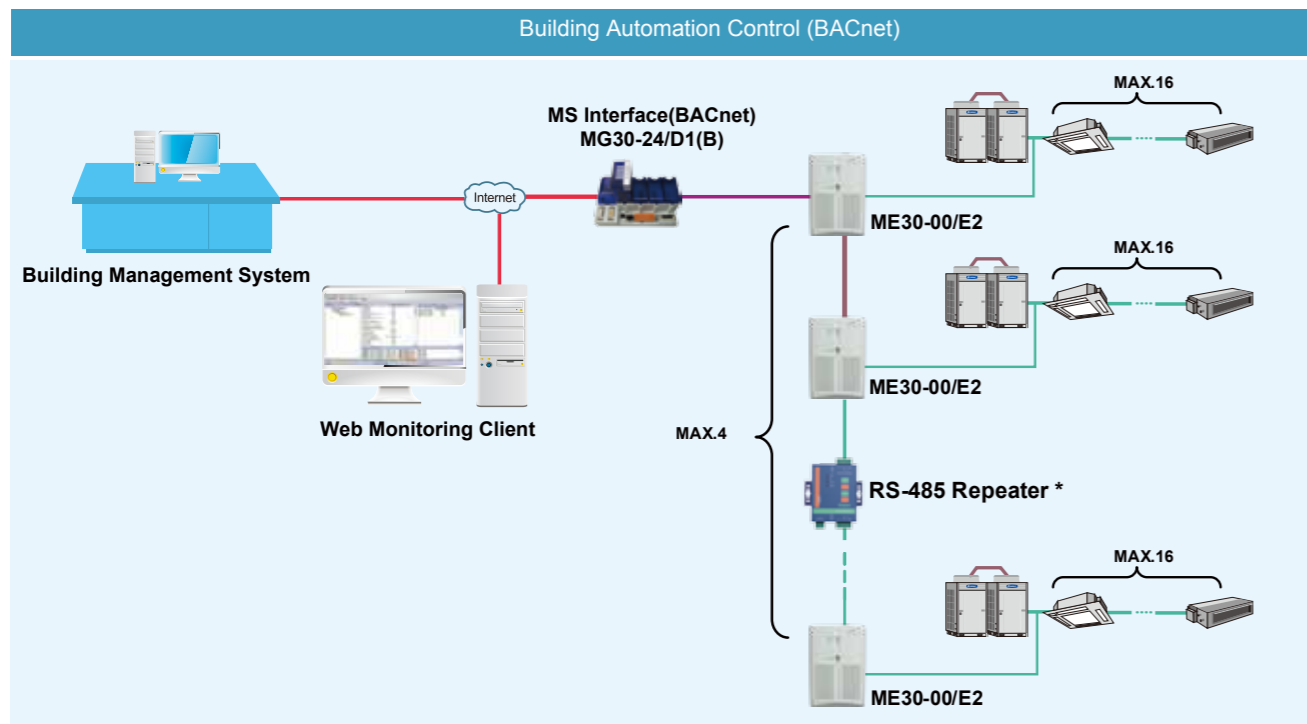 Building Automation Control (BACnet)
MAX.16
MS Interface(BACnet)
MG30-24/D1(B)
Internet
ME30-00/E2
Building Management System
MAX.16
ME30-00/E2
Web Monitoring Client
MAX.4
RS-485 Repeater *
MAX.16
ME30-00/E2